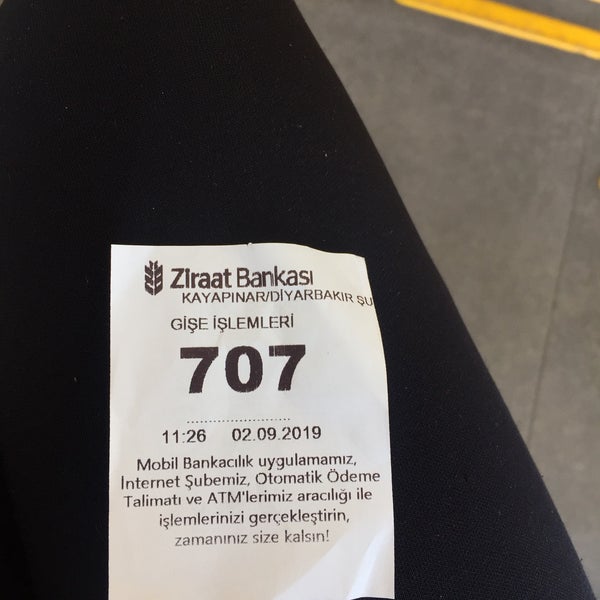 Ziraat Bankası
KAYAPINAR/DİYARBAKIR ŞU
GİŞE İŞLEMLERİ
707
11:26 02.09.2019
Mobil Bankacılık uygulamamız,
İnternet Şubemiz, Otomatik Ödeme
Talimatı ve ATM'lerimiz aracılığı ile
işlemlerinizi gerçekleştirin,
zamanınız size kalsın!